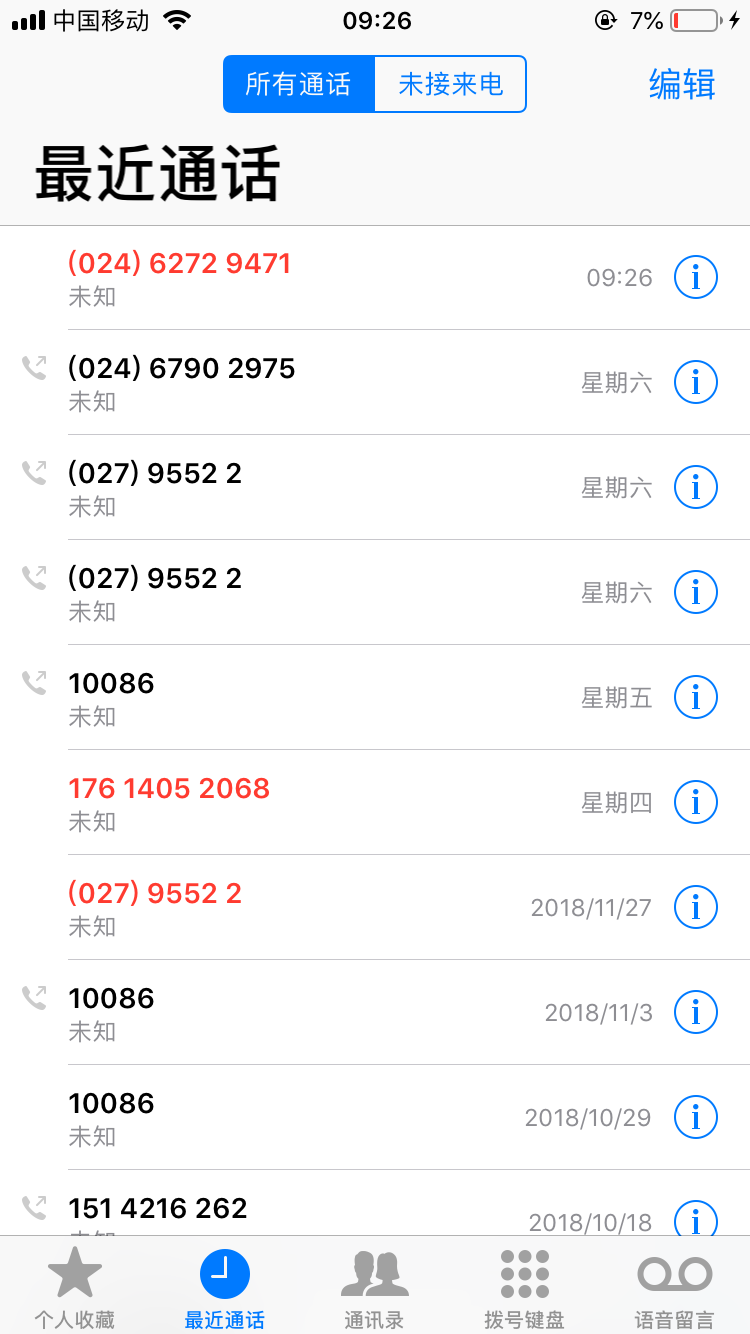 中国移动 09:26 7%
所有通话 未接来电 编辑
最近通话
(024) 6272 9471
未知
09:26
(024) 6790 2975
未知
星期六
(027) 9552 2
未知
星期六
(027) 9552 2
未知
星期六
10086
未知
星期五
176 1405 2068
未知
星期四
(027) 9552 2
未知
2018/11/27
10086
未知
2018/11/3
10086
未知
2018/10/29
151 4216 262
2018/10/18
个人收藏 最近通话 通讯录 拨号键盘 语音留言